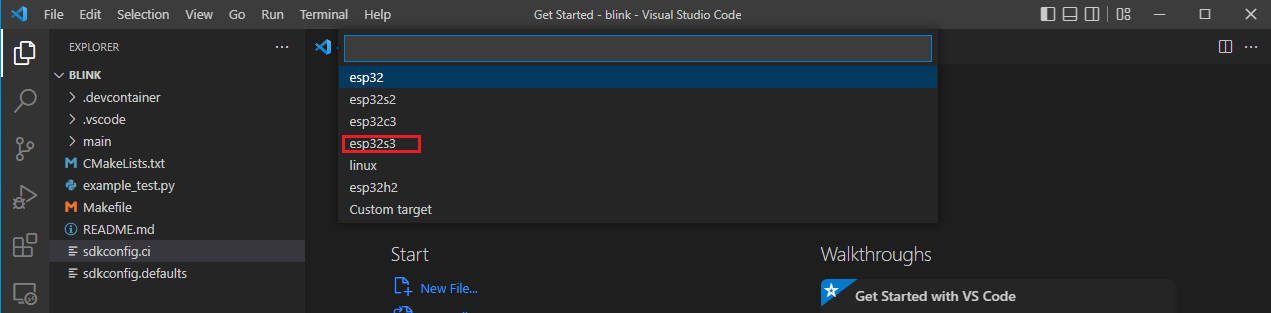 File Edit Selection View Go Run Terminal Help Get Started - blink - Visual Studio Code
EXPLORER
BLINK
.devcontainer
.vscode
main
CMakeLists.txt
example_test.py
Makefile
README.md
sdkconfig.ci
sdkconfig.defaults
esp32
esp32s2
esp32c3
esp32s3
linux
esp32h2
Custom target
Start
New File...
Walkthroughs
Get Started with VS Code